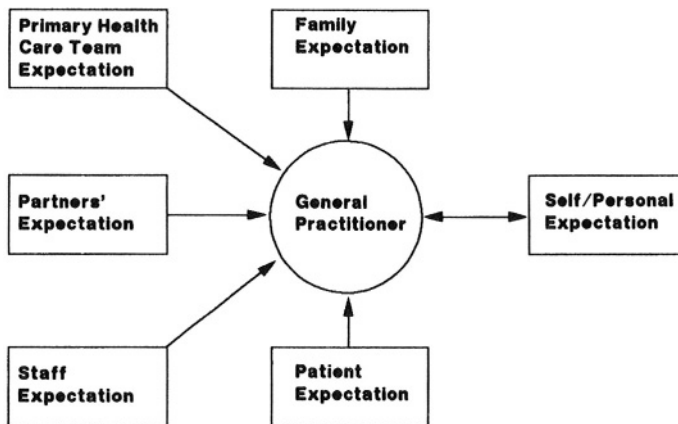 Primary Health
Care Team
Expectation
Family
Expectation
Partners'
Expectation
General
Practitioner
Self/Personal
Expectation
Staff
Expectation
Patient
Expectation